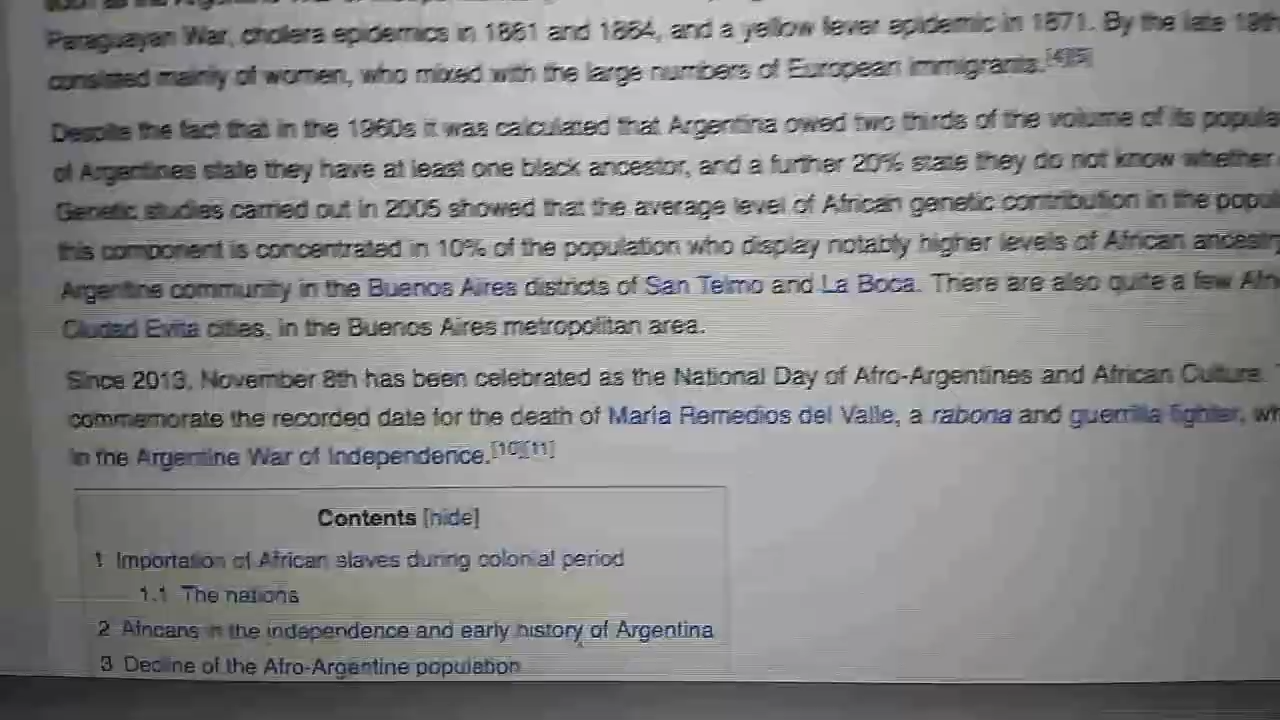 Paraguayan War, cholera epidemics in 1861 and 1864, and a yellow fever epidemic in 1871. By the late 19th
consisted mainly of women, who mixed with the large numbers of European immigrants.[4][5]
Despite the fact that in the 1960s it was calculated that Argentina owed two thirds of the volume of its popula
of Argentines state they have at least one black ancestor, and a further 20% state they do not know whether
Genetic studies carried out in 2005 showed that the average level of African genetic contribution in the popul
this component is concentrated in 10% of the population who display notably higher levels of African ancestry
Argentine community in the Buenos Aires districts of San Telmo and La Boca. There are also quite a few Afro
Ciudad Evita cities, in the Buenos Aires metropolitan area.
Since 2013, November 8th has been celebrated as the National Day of Afro-Argentines and African Culture. T
commemorate the recorded date for the death of María Remedios del Valle, a rabona and guerrilla fighter, wh
in the Argentine War of Independence.[10][11]
Contents [hide]
1 Importation of African slaves during colonial period
1.1 The nations
2 Africans in the independence and early history of Argentina
3 Decline of the Afro-Argentine population